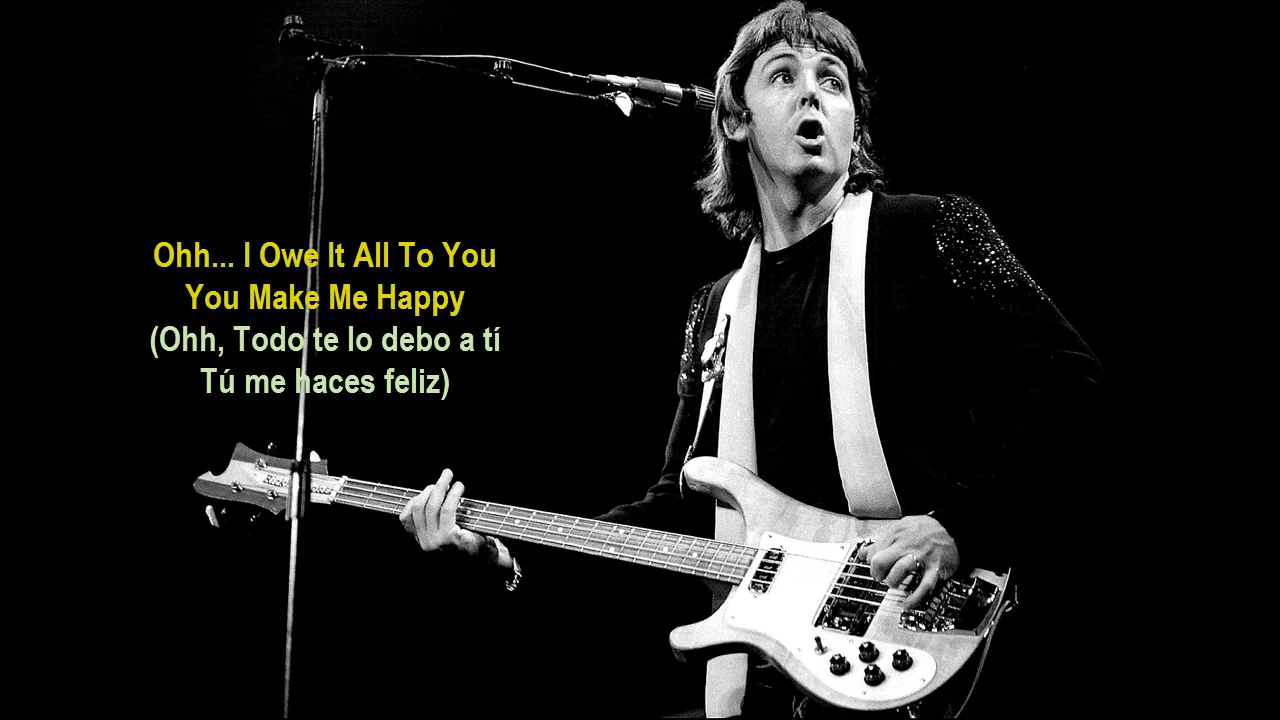 Ohh... I Owe It All To You
You Make Me Happy
(Ohh, Todo te lo debo a tí
Tú me haces feliz)